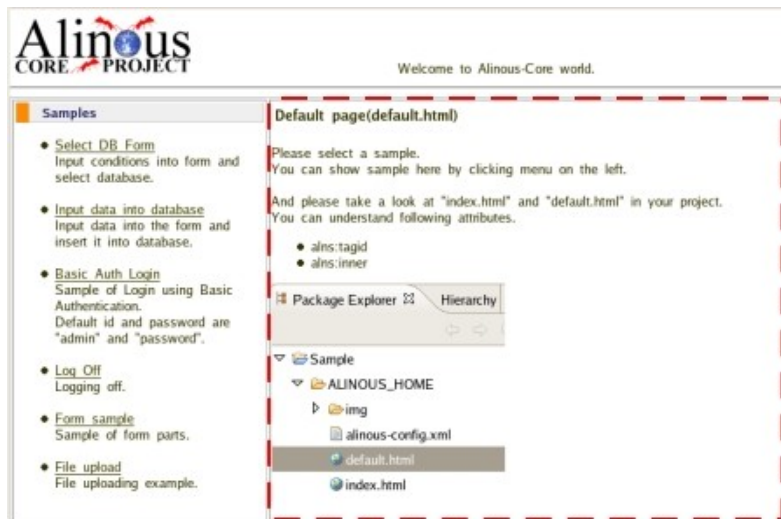 Alinous
CORE PROJECT
Welcome to Alinous-Core world.
Samples
Select DB Form
Input conditions into form and
select database.
Input data into database
Input data into the form and
insert it into database.
Basic Auth Login
Sample of Login using Basic
Authentication.
Default id and password are
"admin" and "password".
Log Off
Logging off.
Form sample
Sample of form parts.
File upload
File uploading example.
Default page(default.html)
Please select a sample.
You can show sample here by clicking menu on the left.
And please take a look at "index.html" and "default.html" in your project.
You can understand following attributes.
alns:tagid
alns:inner
Package Explorer Hierarchy
Sample
ALINOUS_HOME
img
alinous-config.xml
default.html
index.html